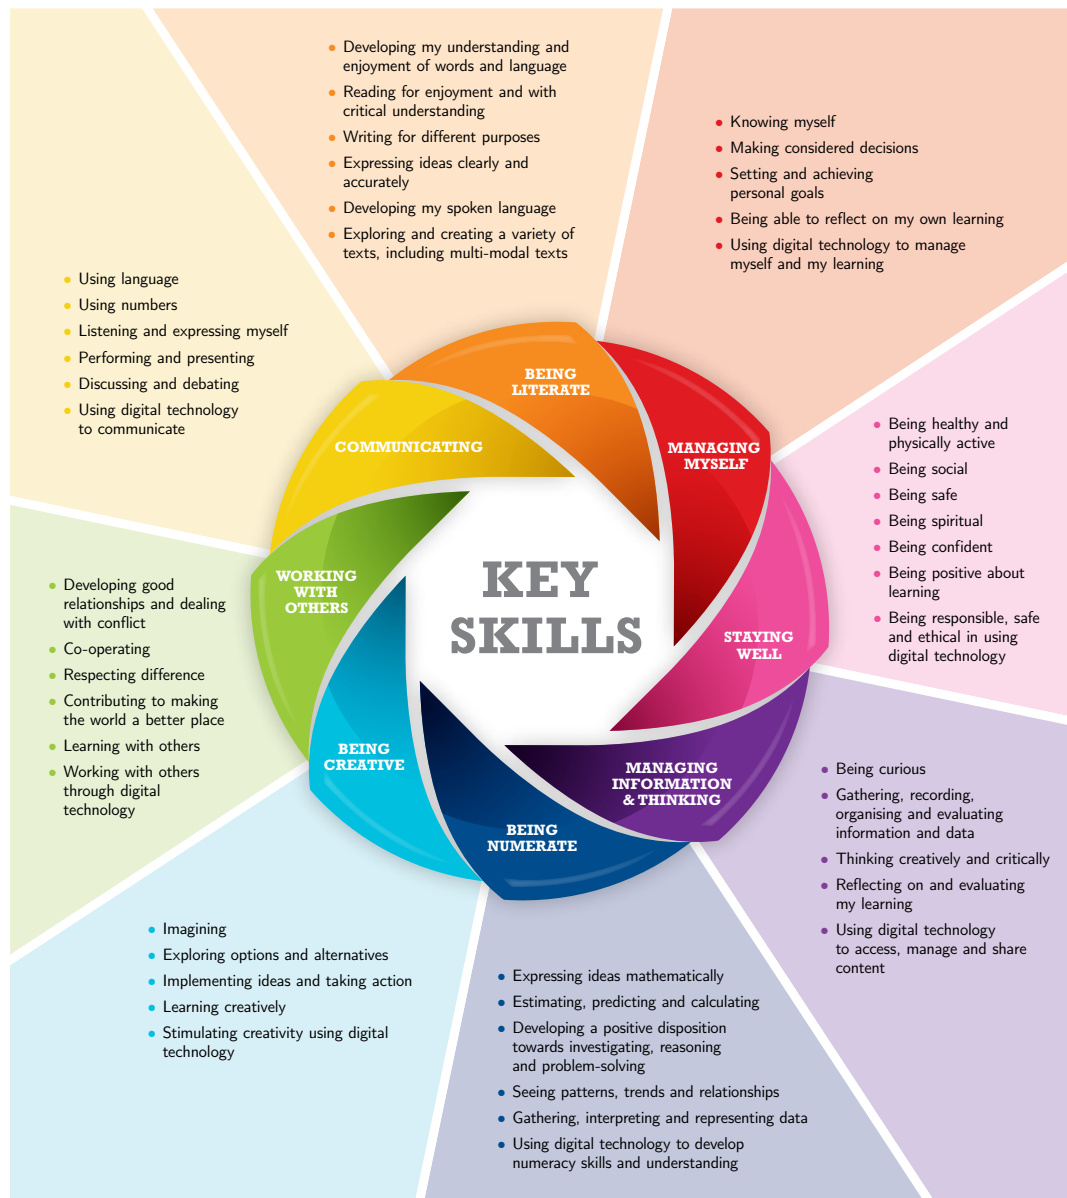 KEY
SKILLS
BEING
LITERATE
• Developing my understanding and
enjoyment of words and language
• Reading for enjoyment and with
critical understanding
• Writing for different purposes
• Expressing ideas clearly and
accurately
• Developing my spoken language
• Exploring and creating a variety of
texts, including multi-modal texts
MANAGING
MYSELF
• Knowing myself
• Making considered decisions
• Setting and achieving
personal goals
• Being able to reflect on my own learning
• Using digital technology to manage
myself and my learning
STAYING
WELL
• Being healthy and
physically active
• Being social
• Being safe
• Being spiritual
• Being confident
• Being positive about
learning
• Being responsible, safe
and ethical in using
digital technology
MANAGING
INFORMATION
& THINKING
• Being curious
• Gathering, recording,
organising and evaluating
information and data
• Thinking creatively and critically
• Reflecting on and evaluating
my learning
• Using digital technology
to access, manage and share
content
BEING
NUMERATE
• Expressing ideas mathematically
• Estimating, predicting and calculating
• Developing a positive disposition
towards investigating, reasoning
and problem-solving
• Seeing patterns, trends and relationships
• Gathering, interpreting and representing data
• Using digital technology to develop
numeracy skills and understanding
BEING
CREATIVE
• Imagining
• Exploring options and alternatives
• Implementing ideas and taking action
• Learning creatively
• Stimulating creativity using digital
technology
WORKING
WITH
OTHERS
• Developing good
relationships and dealing
with conflict
• Co-operating
• Respecting difference
• Contributing to making
the world a better place
• Learning with others
• Working with others
through digital
technology
COMMUNICATING
• Using language
• Using numbers
• Listening and expressing myself
• Performing and presenting
• Discussing and debating
• Using digital technology
to communicate